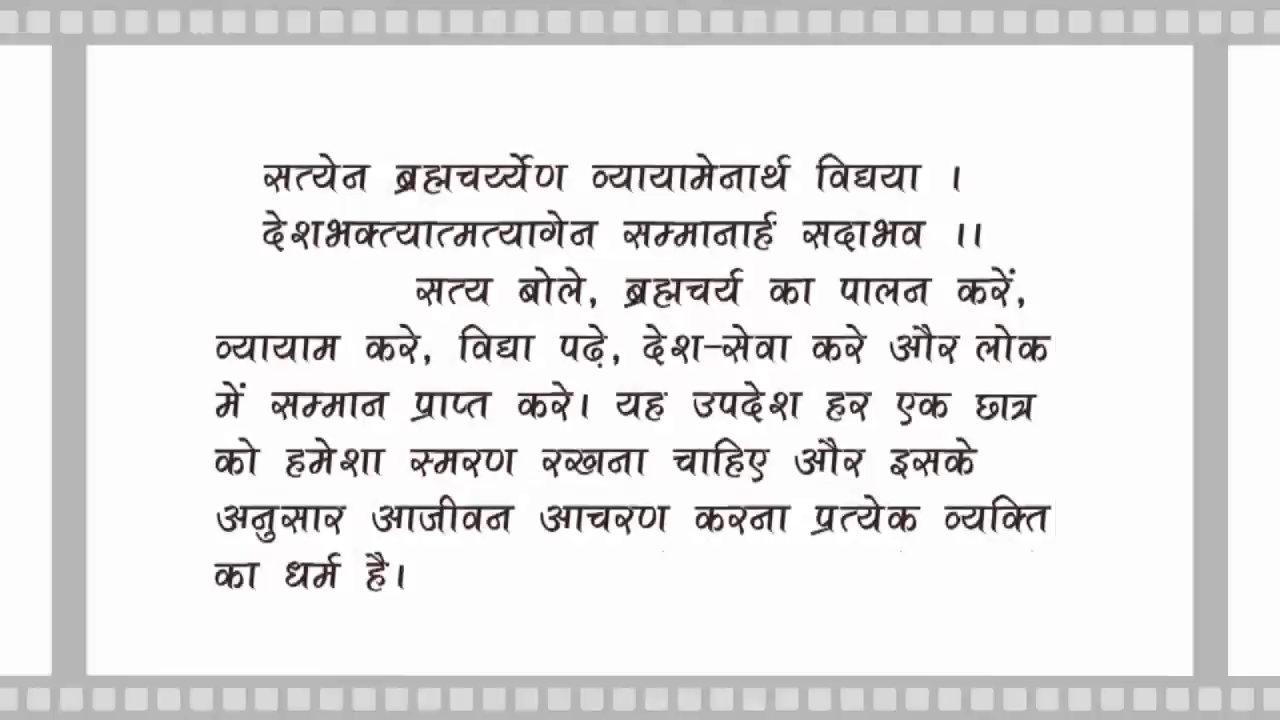 सत्येन ब्रह्मचर्य्येण व्यायामेनार्थ विद्यया ।
देशभक्त्यात्मत्यागेन सम्मानार्ह सदाभव ।।
सत्य बोले, ब्रह्मचर्य का पालन करें,
व्यायाम करे, विद्या पढ़े, देश-सेवा करे और लोक
में सम्मान प्राप्त करे। यह उपदेश हर एक छात्र
को हमेशा स्मरण रखना चाहिए और इसके
अनुसार आजीवन आचरण करना प्रत्येक व्यक्ति
का धर्म है।